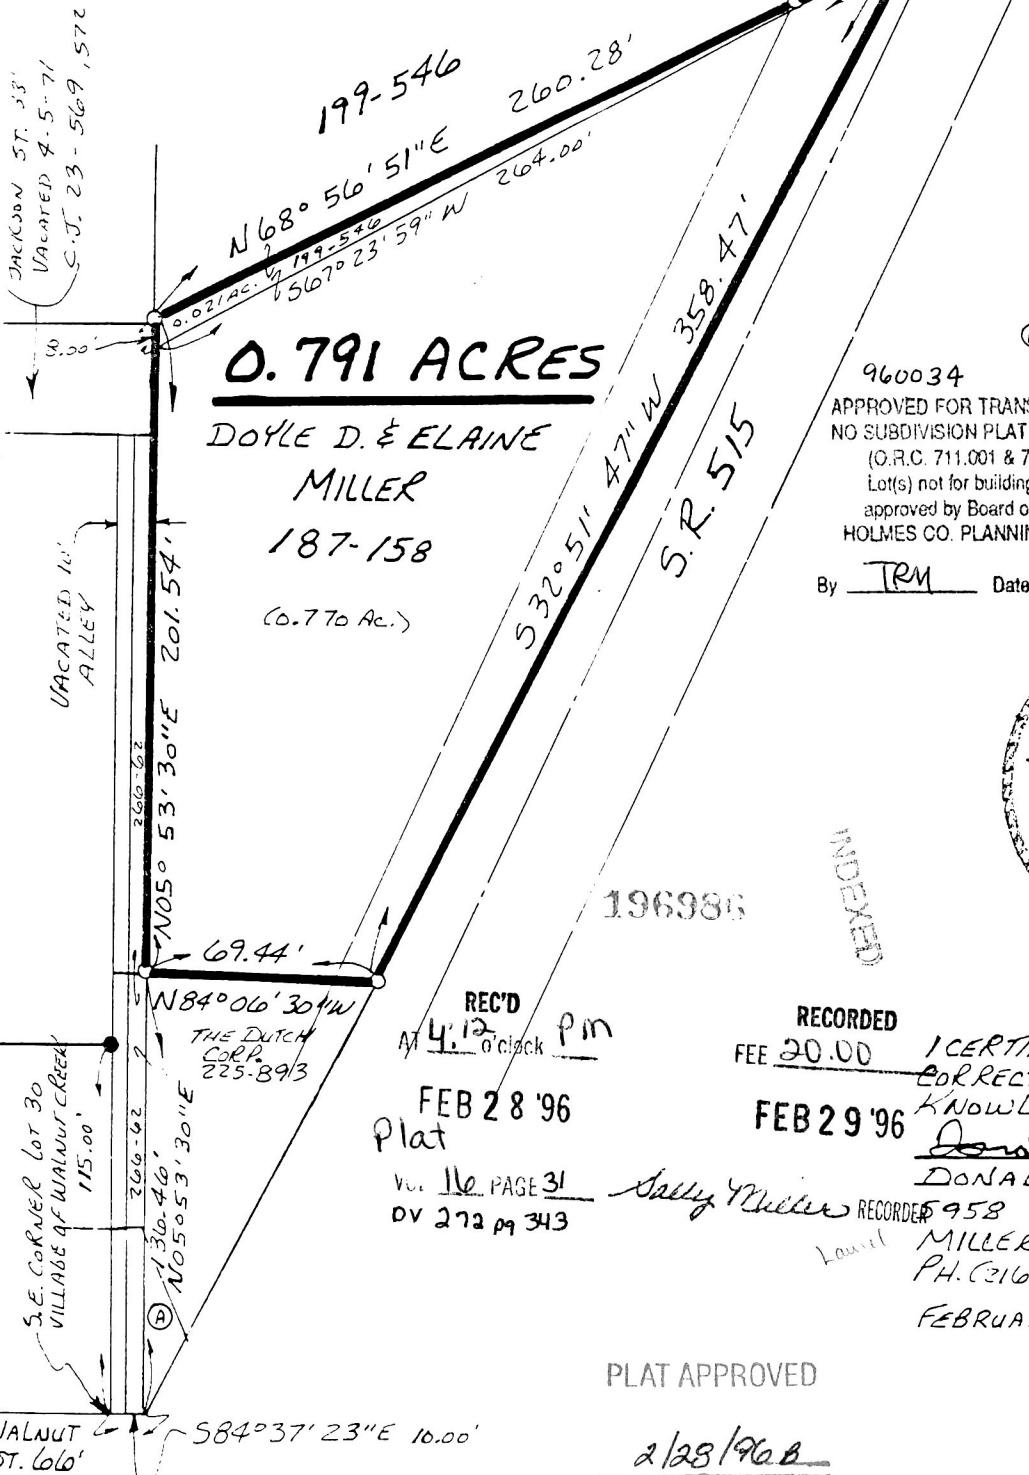 JACKSON ST. 33'
VACATED 4-5-71
C.J. 23-569,572
199-546
260.28'
N68° 56' 51"E
264.00'
199-546
S67° 23' 59" W
0.021 AC.
3.00'
0.791 ACRES
DOYLE D. & ELAINE
MILLER
187-158
(0.770 Ac.)
S 32° 51' 47" W 358.47'
S.R. 515
VACATED 10'
ALLEY
N05° 53' 30"E 201.54'
266-62
69.44'
N84° 06' 30"W
THE DUTCH
CORP.
225-893
S.E. CORNER LOT 30
VILLAGE OF WALNUT CREEK
115.00'
266-62
136.46'
N05°53'30"E
A
WALNUT
ST. 66'
S84°37'23"E 10.00'
960034
APPROVED FOR TRANS
NO SUBDIVISION PLAT
(O.R.C. 711.001 & 7
Lot(s) not for building
approved by Board o
HOLMES CO. PLANNIN
By TRM Date
196986
INDEXED
REC'D
AT 4:12 o'clock Pm
FEB 28 '96
Plat
Vol. 16 PAGE 31
DV 272 pg 343
RECORDED
FEE 20.00
FEB 29 '96
Sally Miller RECORDER
Laurel
I CERTI
CORRECT
KNOWL
DONAL
5958
MILLER
PH. (216
FEBRUA
PLAT APPROVED
2/28/96 B